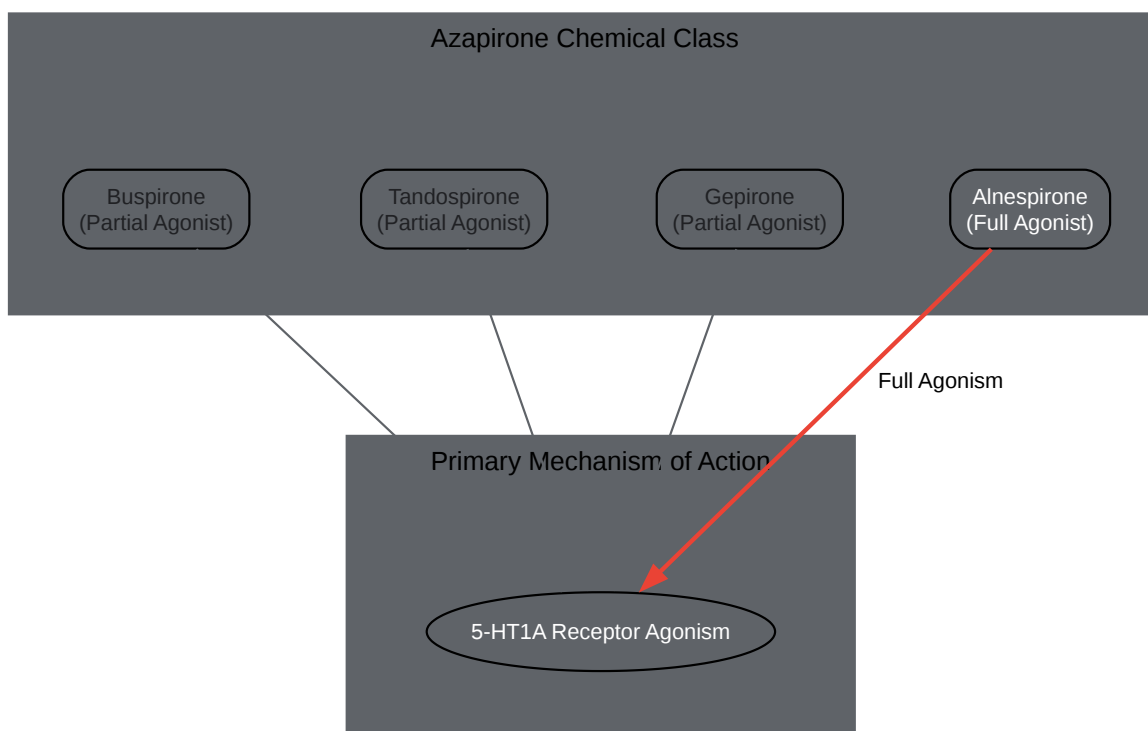 Azapirone Chemical Class
Buspirone
(Partial Agonist)
Tandospirone
(Partial Agonist)
Gepirone
(Partial Agonist)
Alnespirone
(Full Agonist)
Full Agonism
Primary Mechanism of Action
5-HT1A Receptor Agonism